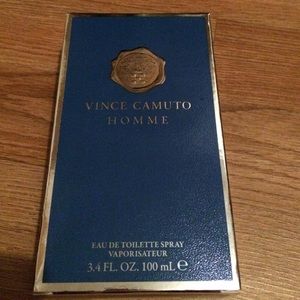 VINCE CAMUTO
HOMME
EAU DE TOILETTE SPRAY
VAPORISATEUR
3.4 FL. OZ. 100 mL ℮